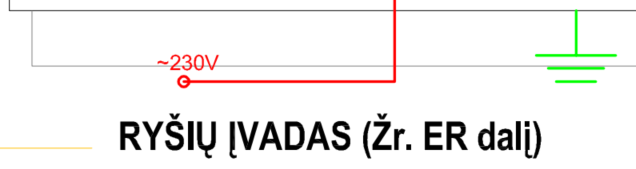 ~230V
RYŠIŲ ĮVADAS (Žr. ER dalį)